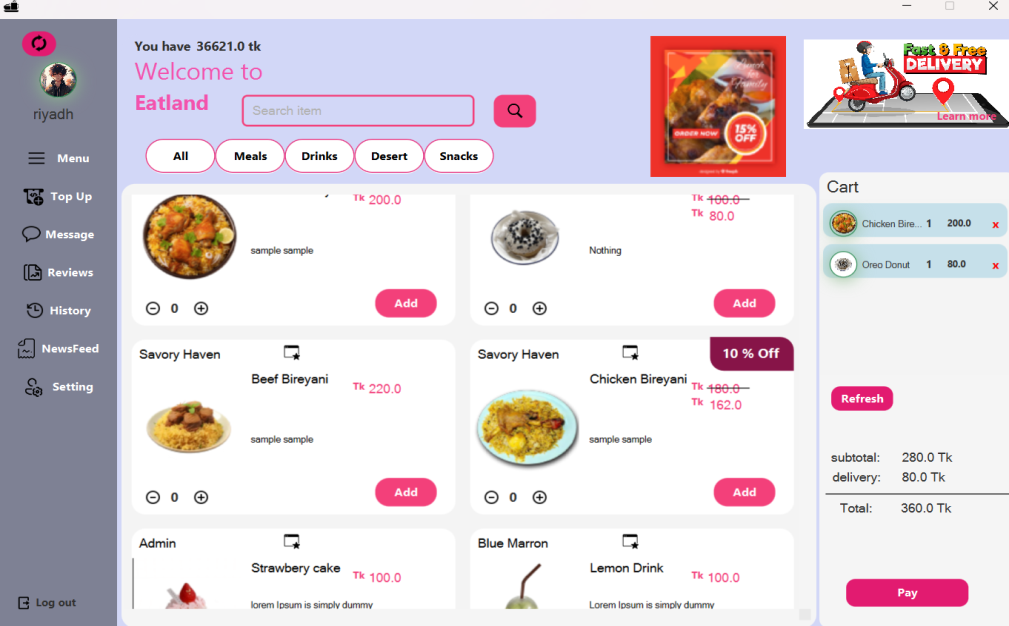 You have 36621.0 tk
Welcome to
Eatland
riyadh
Menu
Top Up
Message
Reviews
History
NewsFeed
Setting
Log out
Search item
All
Meals
Drinks
Desert
Snacks
ORDER NOW
15%
OFF
Fast & Free
DELIVERY
Learn more
Tk 200.0
sample sample
0
Add
Tk 100.0
Tk 80.0
Nothing
0
Add
Savory Haven
Beef Bireyani
Tk 220.0
sample sample
0
Add
Savory Haven
10 % Off
Chicken Bireyani
Tk 180.0
Tk 162.0
sample sample
0
Add
Admin
Strawbery cake
Tk 100.0
lorem Ipsum is simply dummy
Blue Marron
Lemon Drink
Tk 100.0
Lorem Ipsum is simply dummy
Cart
Chicken Bire... 1 200.0 x
Oreo Donut 1 80.0 x
Refresh
subtotal: 280.0 Tk
delivery: 80.0 Tk
Total: 360.0 Tk
Pay